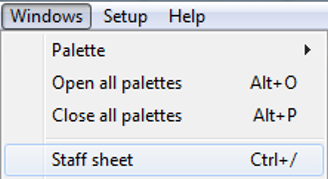 Windows Setup Help
Palette
Open all palettes Alt+O
Close all palettes Alt+P
Staff sheet Ctrl+/